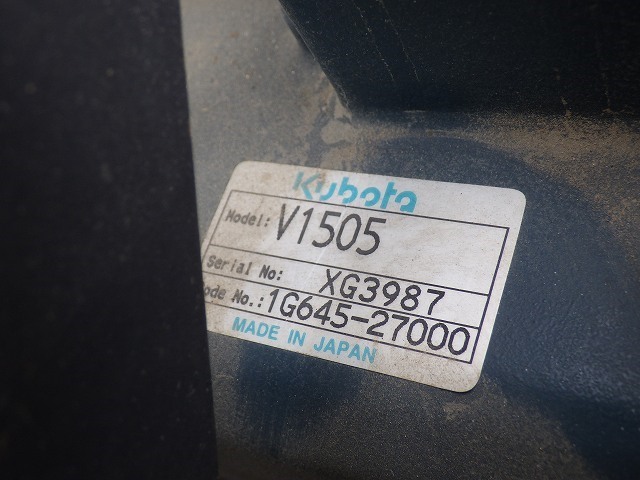 Kubota
Model: V1505
Serial No: XG3987
ode No.: 1G645-27000
MADE IN JAPAN